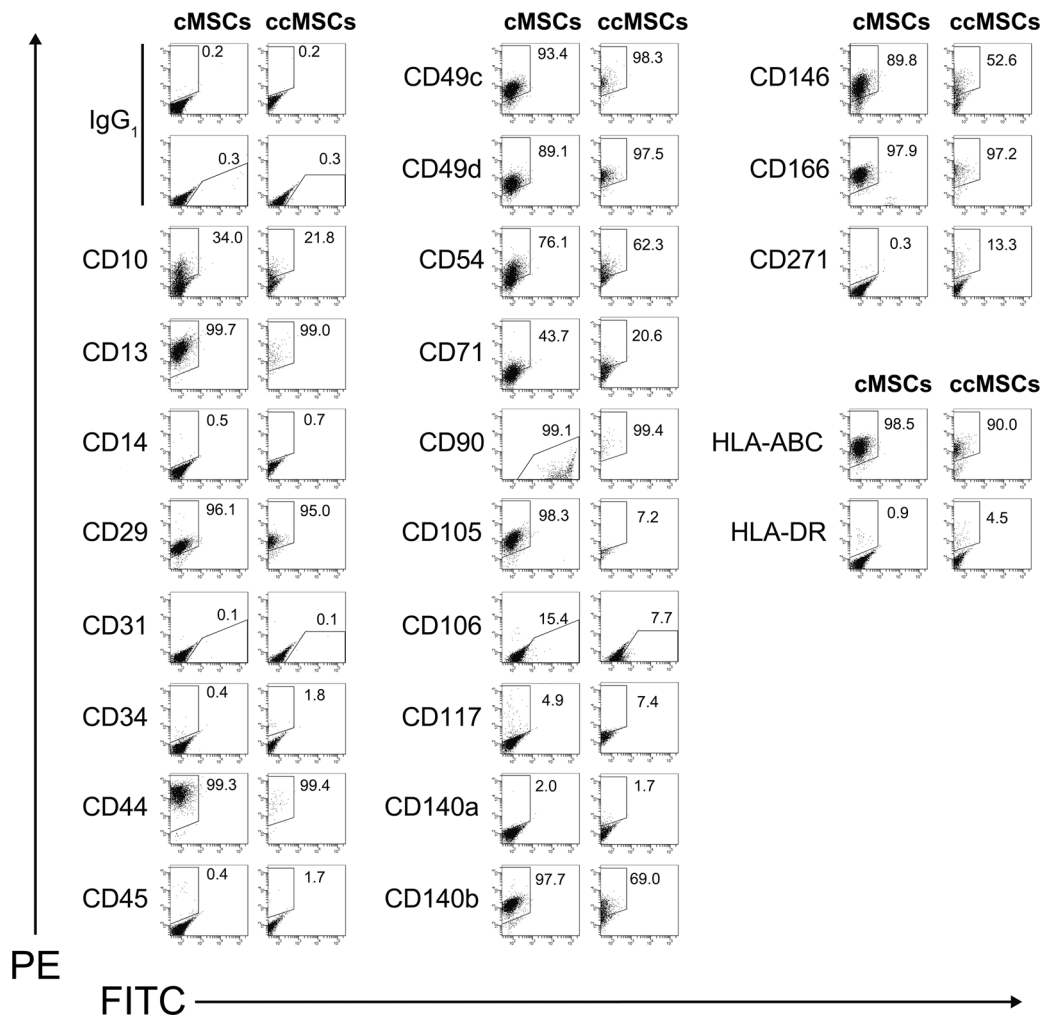 cMSCs ccMSCs cMSCs ccMSCs cMSCs ccMSCs
IgG1 0.2 0.2
0.3 0.3
CD10 34.0 21.8
CD13 99.7 99.0
CD14 0.5 0.7
CD29 96.1 95.0
CD31 0.1 0.1
CD34 0.4 1.8
CD44 99.3 99.4
CD45 0.4 1.7
CD49c 93.4 98.3
CD49d 89.1 97.5
CD54 76.1 62.3
CD71 43.7 20.6
CD90 99.1 99.4
CD105 98.3 7.2
CD106 15.4 7.7
CD117 4.9 7.4
CD140a 2.0 1.7
CD140b 97.7 69.0
CD146 89.8 52.6
CD166 97.9 97.2
CD271 0.3 13.3
cMSCs ccMSCs
HLA-ABC 98.5 90.0
HLA-DR 0.9 4.5
PE
FITC